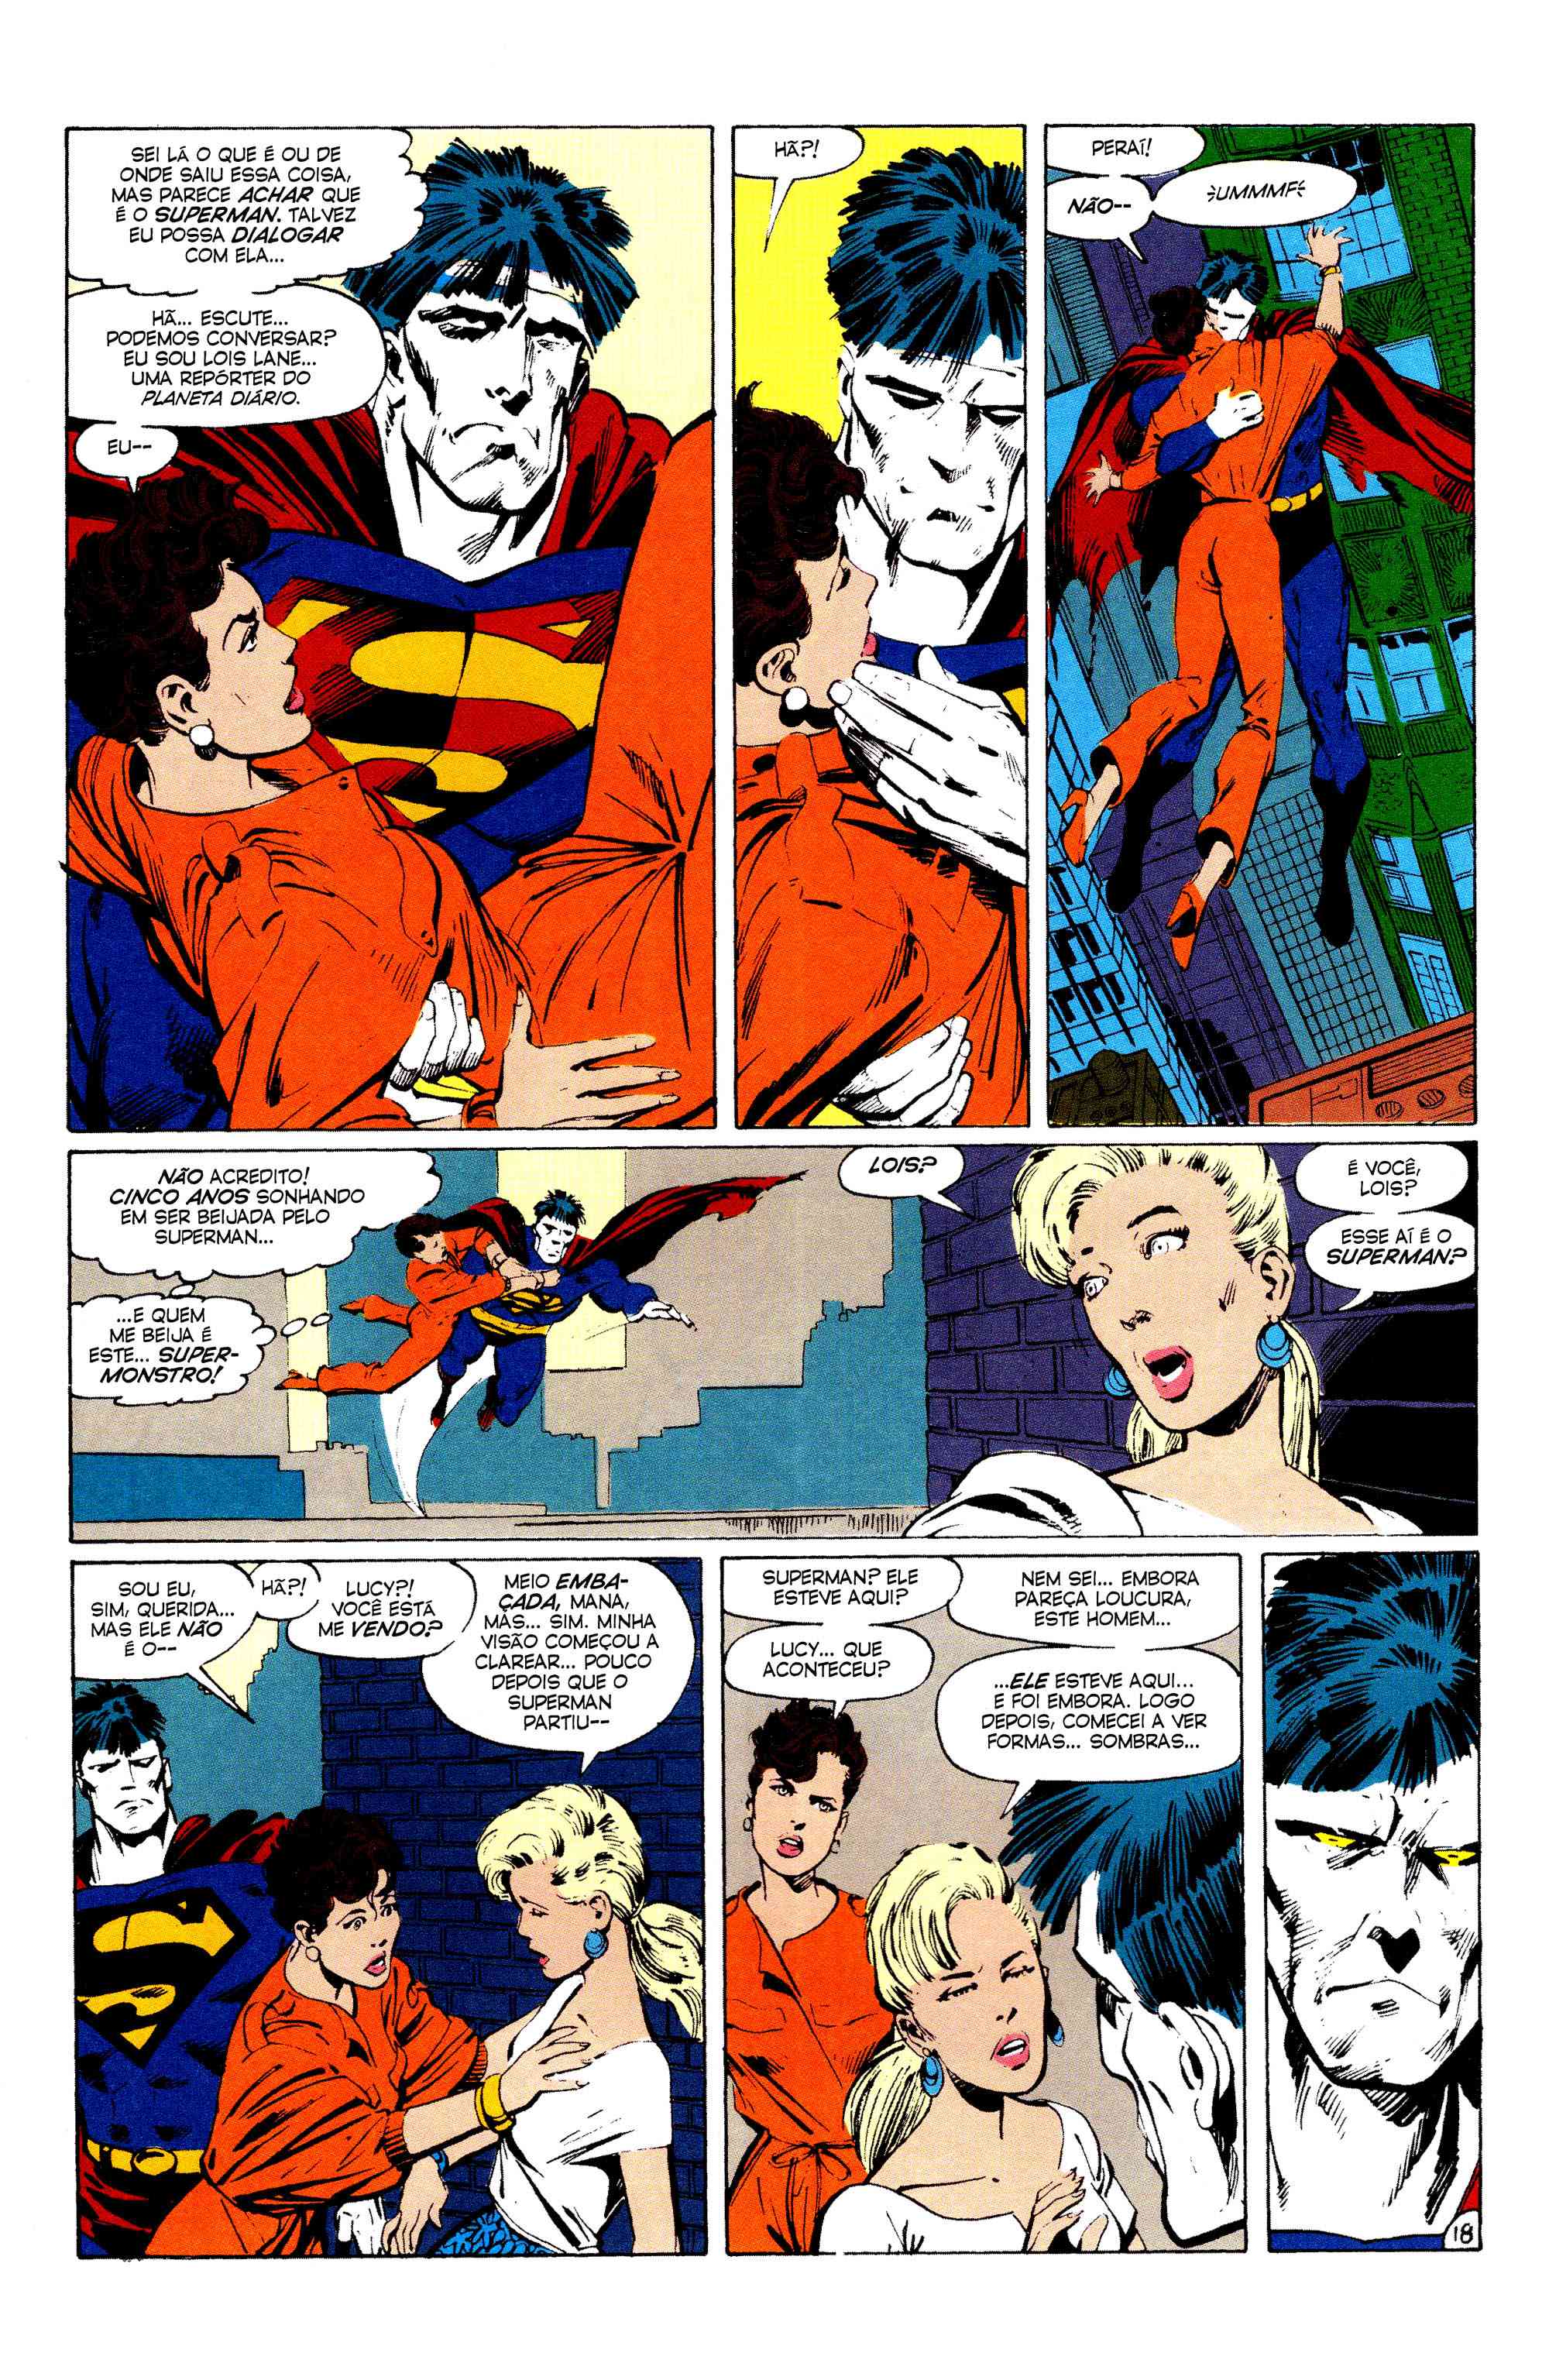 SEI LÁ O QUE É OU DE
ONDE SAIU ESSA COISA,
MAS PARECE ACHAR QUE
É O SUPERMAN. TALVEZ
EU POSSA DIALOGAR
COM ELA...
HÃ... ESCUTE...
PODEMOS CONVERSAR?
EU SOU LOIS LANE...
UMA REPÓRTER DO
PLANETA DIÁRIO.
EU--
HÃ?!
PERAÍ!
NÃO--
UMMMF
NÃO ACREDITO!
CINCO ANOS SONHANDO
EM SER BEIJADA PELO
SUPERMAN...
...E QUEM
ME BEIJA É
ESTE... SUPER-
MONSTRO!
LOIS?
É VOCÊ,
LOIS?
ESSE AÍ É O
SUPERMAN?
SOU EU,
SIM, QUERIDA...
MAS ELE NÃO
É O--
HÃ?!
LUCY?!
VOCÊ ESTÁ
ME VENDO?
MEIO EMBA-
ÇADA, MANA,
MAS... SIM. MINHA
VISÃO COMEÇOU A
CLAREAR... POUCO
DEPOIS QUE O
SUPERMAN
PARTIU--
SUPERMAN? ELE
ESTEVE AQUI?
LUCY... QUE
ACONTECEU?
NEM SEI... EMBORA
PAREÇA LOUCURA,
ESTE HOMEM...
...ELE ESTEVE AQUI...
E FOI EMBORA. LOGO
DEPOIS, COMECEI A VER
FORMAS... SOMBRAS...
18